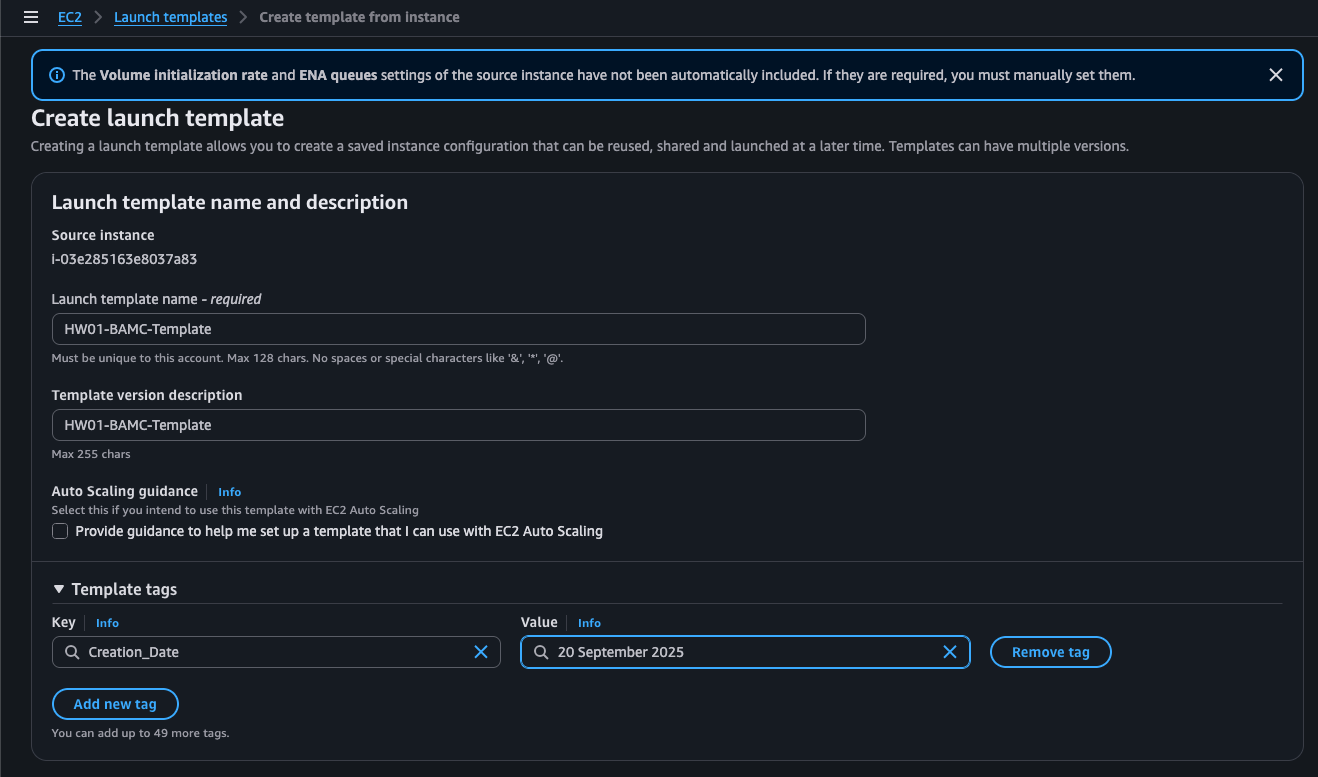 EC2 > Launch templates > Create template from instance
The Volume initialization rate and ENA queues settings of the source instance have not been automatically included. If they are required, you must manually set them.
Create launch template
Creating a launch template allows you to create a saved instance configuration that can be reused, shared and launched at a later time. Templates can have multiple versions.
Launch template name and description
Source instance
i-03e285163e8037a83
Launch template name - required
HW01-BAMC-Template
Must be unique to this account. Max 128 chars. No spaces or special characters like '&', '*', '@'.
Template version description
HW01-BAMC-Template
Max 255 chars
Auto Scaling guidance | Info
Select this if you intend to use this template with EC2 Auto Scaling
Provide guidance to help me set up a template that I can use with EC2 Auto Scaling
Template tags
Key | Info Value | Info
Creation_Date 20 September 2025 Remove tag
Add new tag
You can add up to 49 more tags.